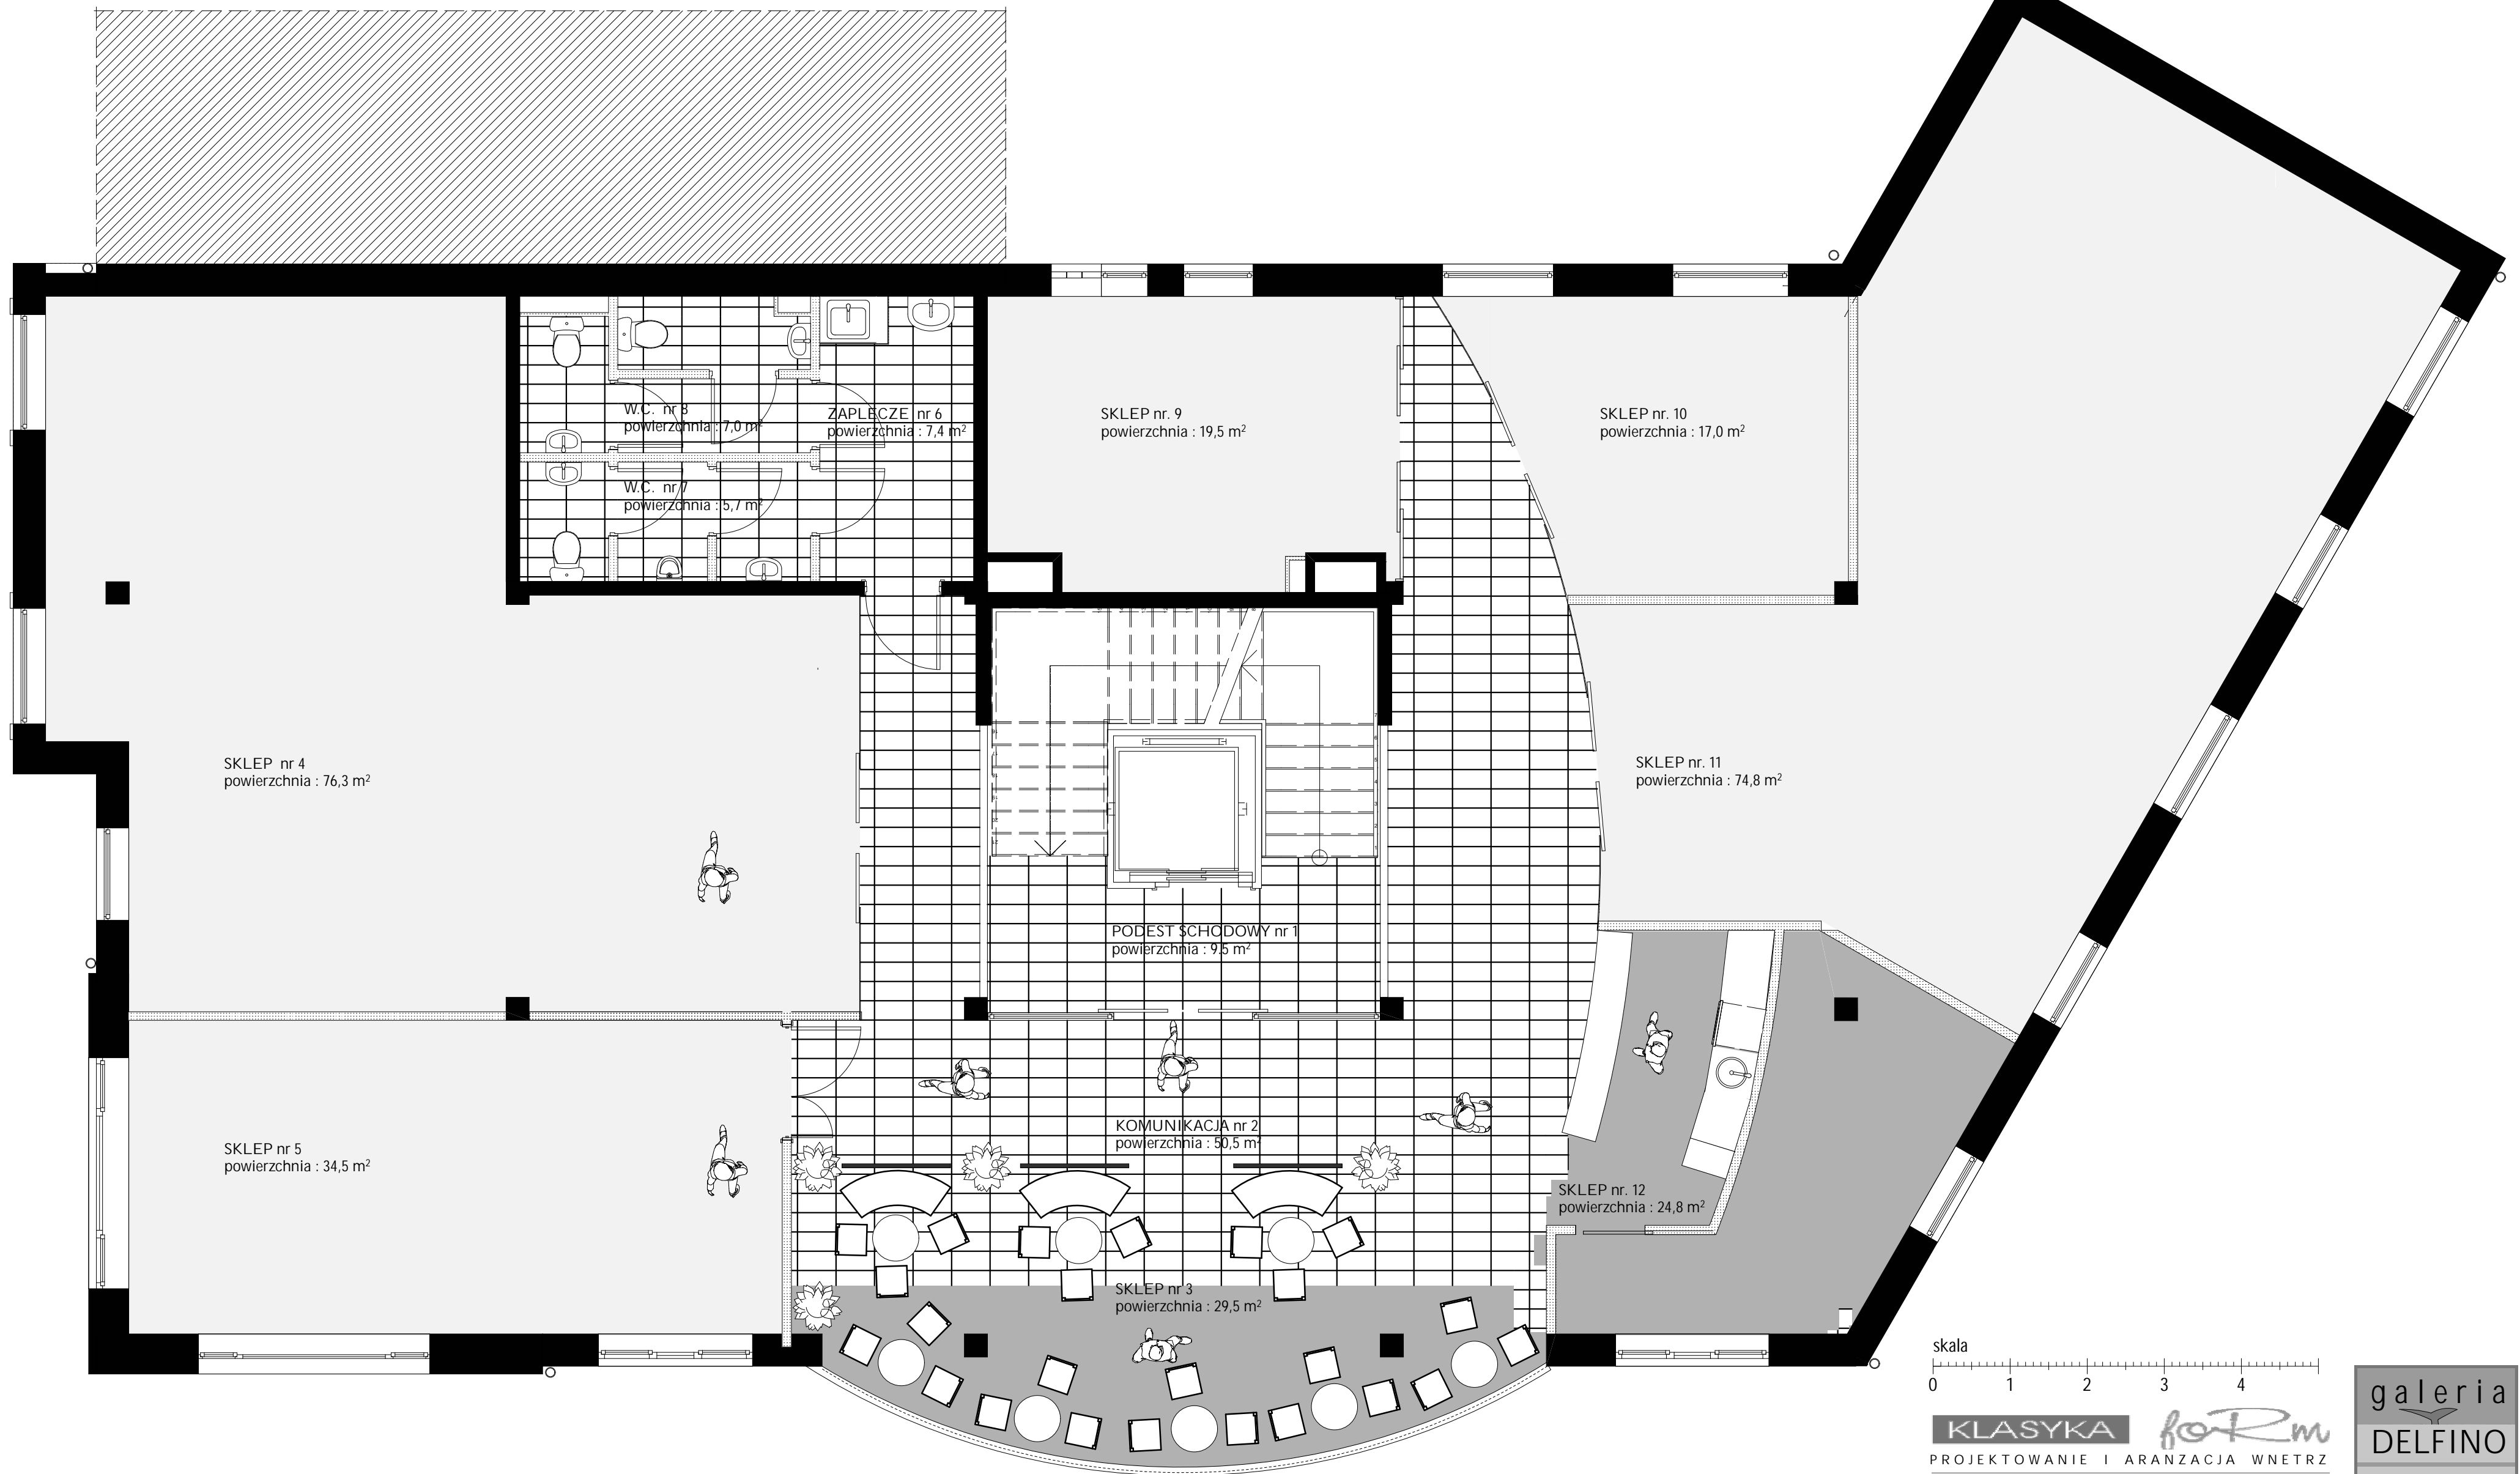 W.C. nr 8
powierzchnia : 7,0 m²
ZAPLECZE nr 6
powierzchnia : 7,4 m²
SKLEP nr. 9
powierzchnia : 19,5 m²
SKLEP nr. 10
powierzchnia : 17,0 m²
W.C. nr 7
powierzchnia : 5,7 m²
SKLEP nr 4
powierzchnia : 76,3 m²
SKLEP nr. 11
powierzchnia : 74,8 m²
PODEST SCHODOWY nr 1
powierzchnia : 9.5 m²
KOMUNIKACJA nr 2
powierzchnia : 50,5 m²
SKLEP nr 5
powierzchnia : 34,5 m²
SKLEP nr. 12
powierzchnia : 24,8 m²
SKLEP nr 3
powierzchnia : 29,5 m²
skala
0 1 2 3 4
KLASYKA foRm
PROJEKTOWANIE I ARANZACJA WNETRZ
galeria
DELFINO